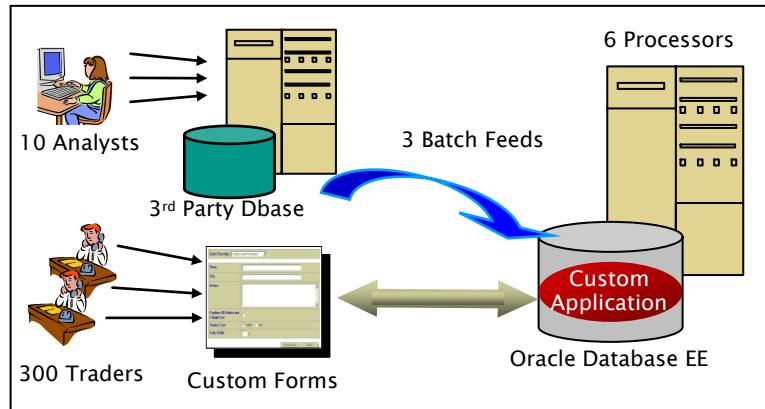 6 Processors
10 Analysts
3 Batch Feeds
3rd Party Dbase
Custom
Application
300 Traders
Custom Forms
Oracle Database EE